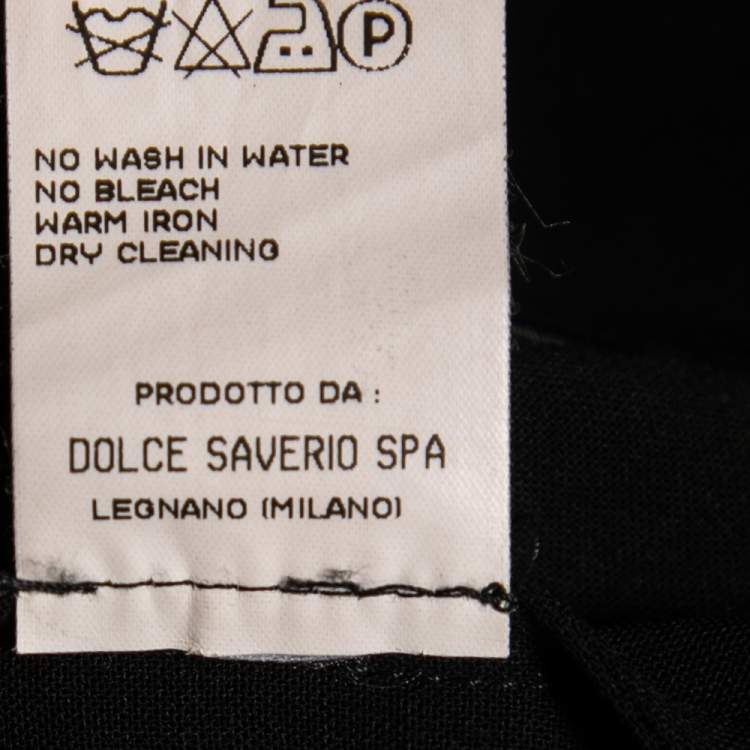 P
NO WASH IN WATER
NO BLEACH
WARM IRON
DRY CLEANING
PRODOTTO DA :
DOLCE SAVERIO SPA
LEGNANO (MILANO)